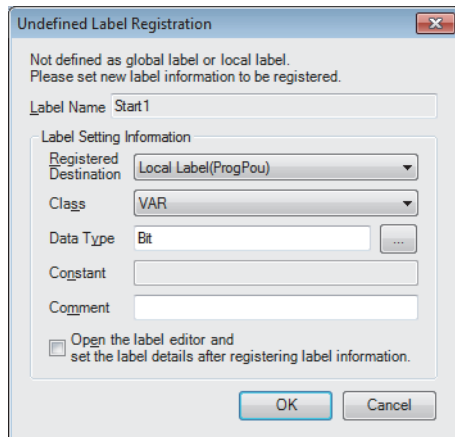 Undefined Label Registration
Not defined as global label or local label.
Please set new label information to be registered.
Label Name Start1
Label Setting Information
Registered
Destination Local Label(ProgPou)
Class VAR
Data Type Bit ...
Constant
Comment
Open the label editor and
set the label details after registering label information.
OK Cancel